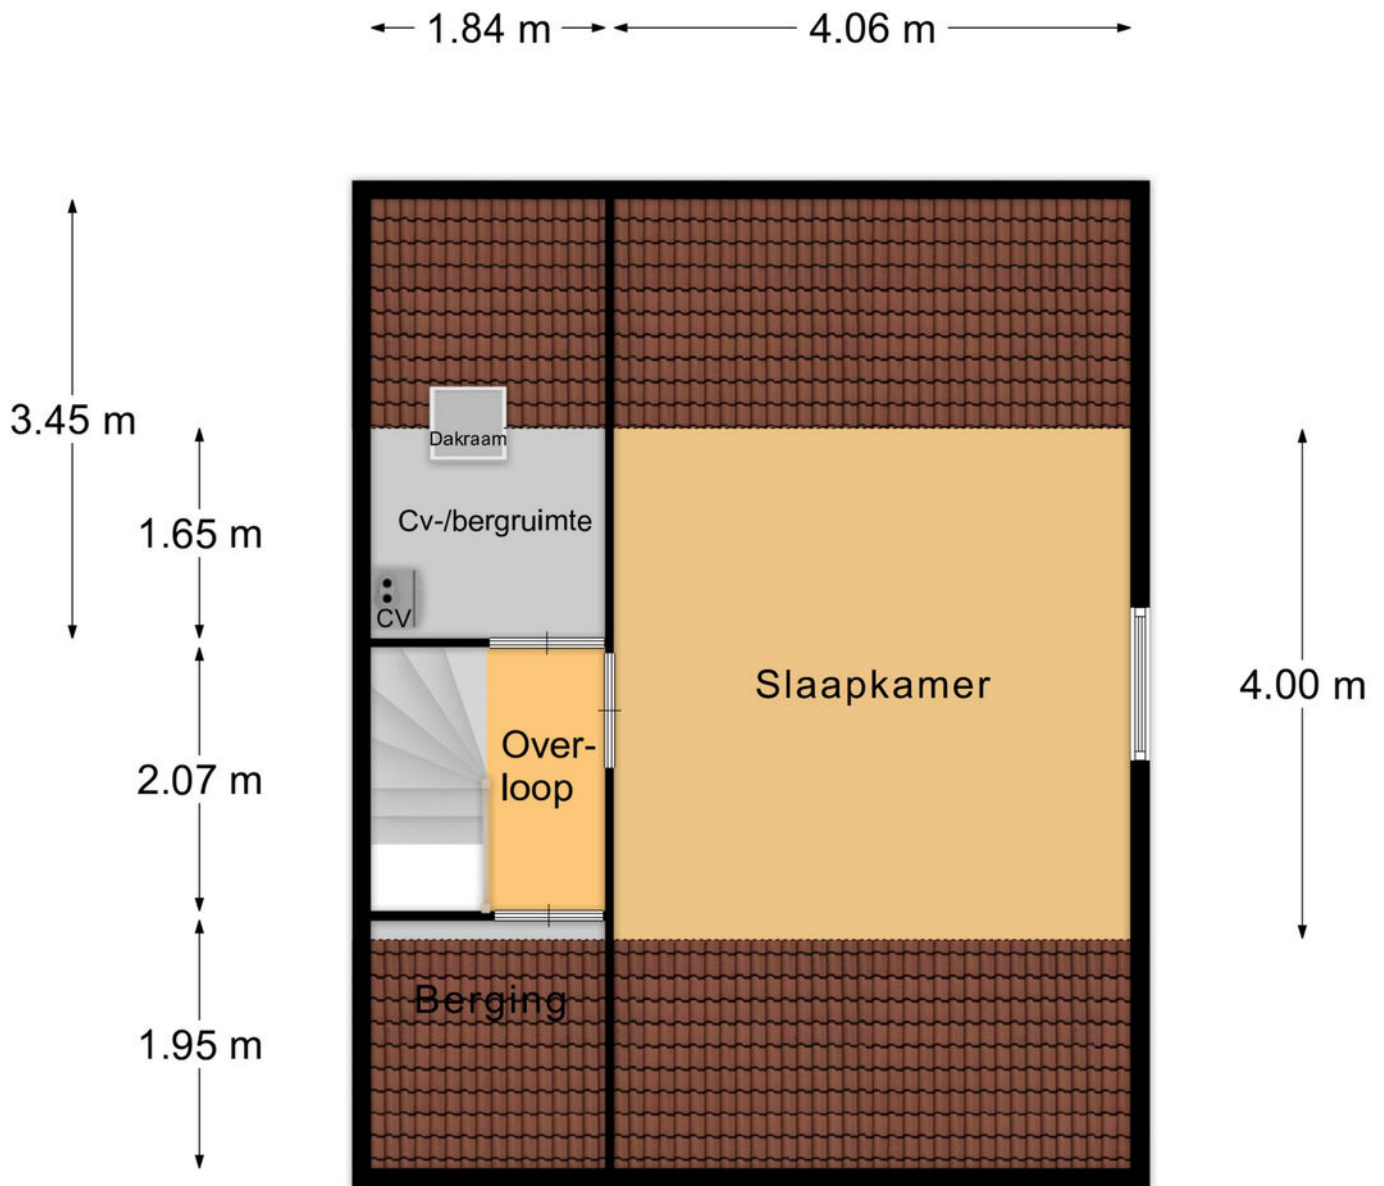 1.84 m
4.06 m
3.45 m
Dakraam
Cv-/bergruimte
1.65 m
CV
Slaapkamer
4.00 m
Over-
loop
2.07 m
Berging
1.95 m